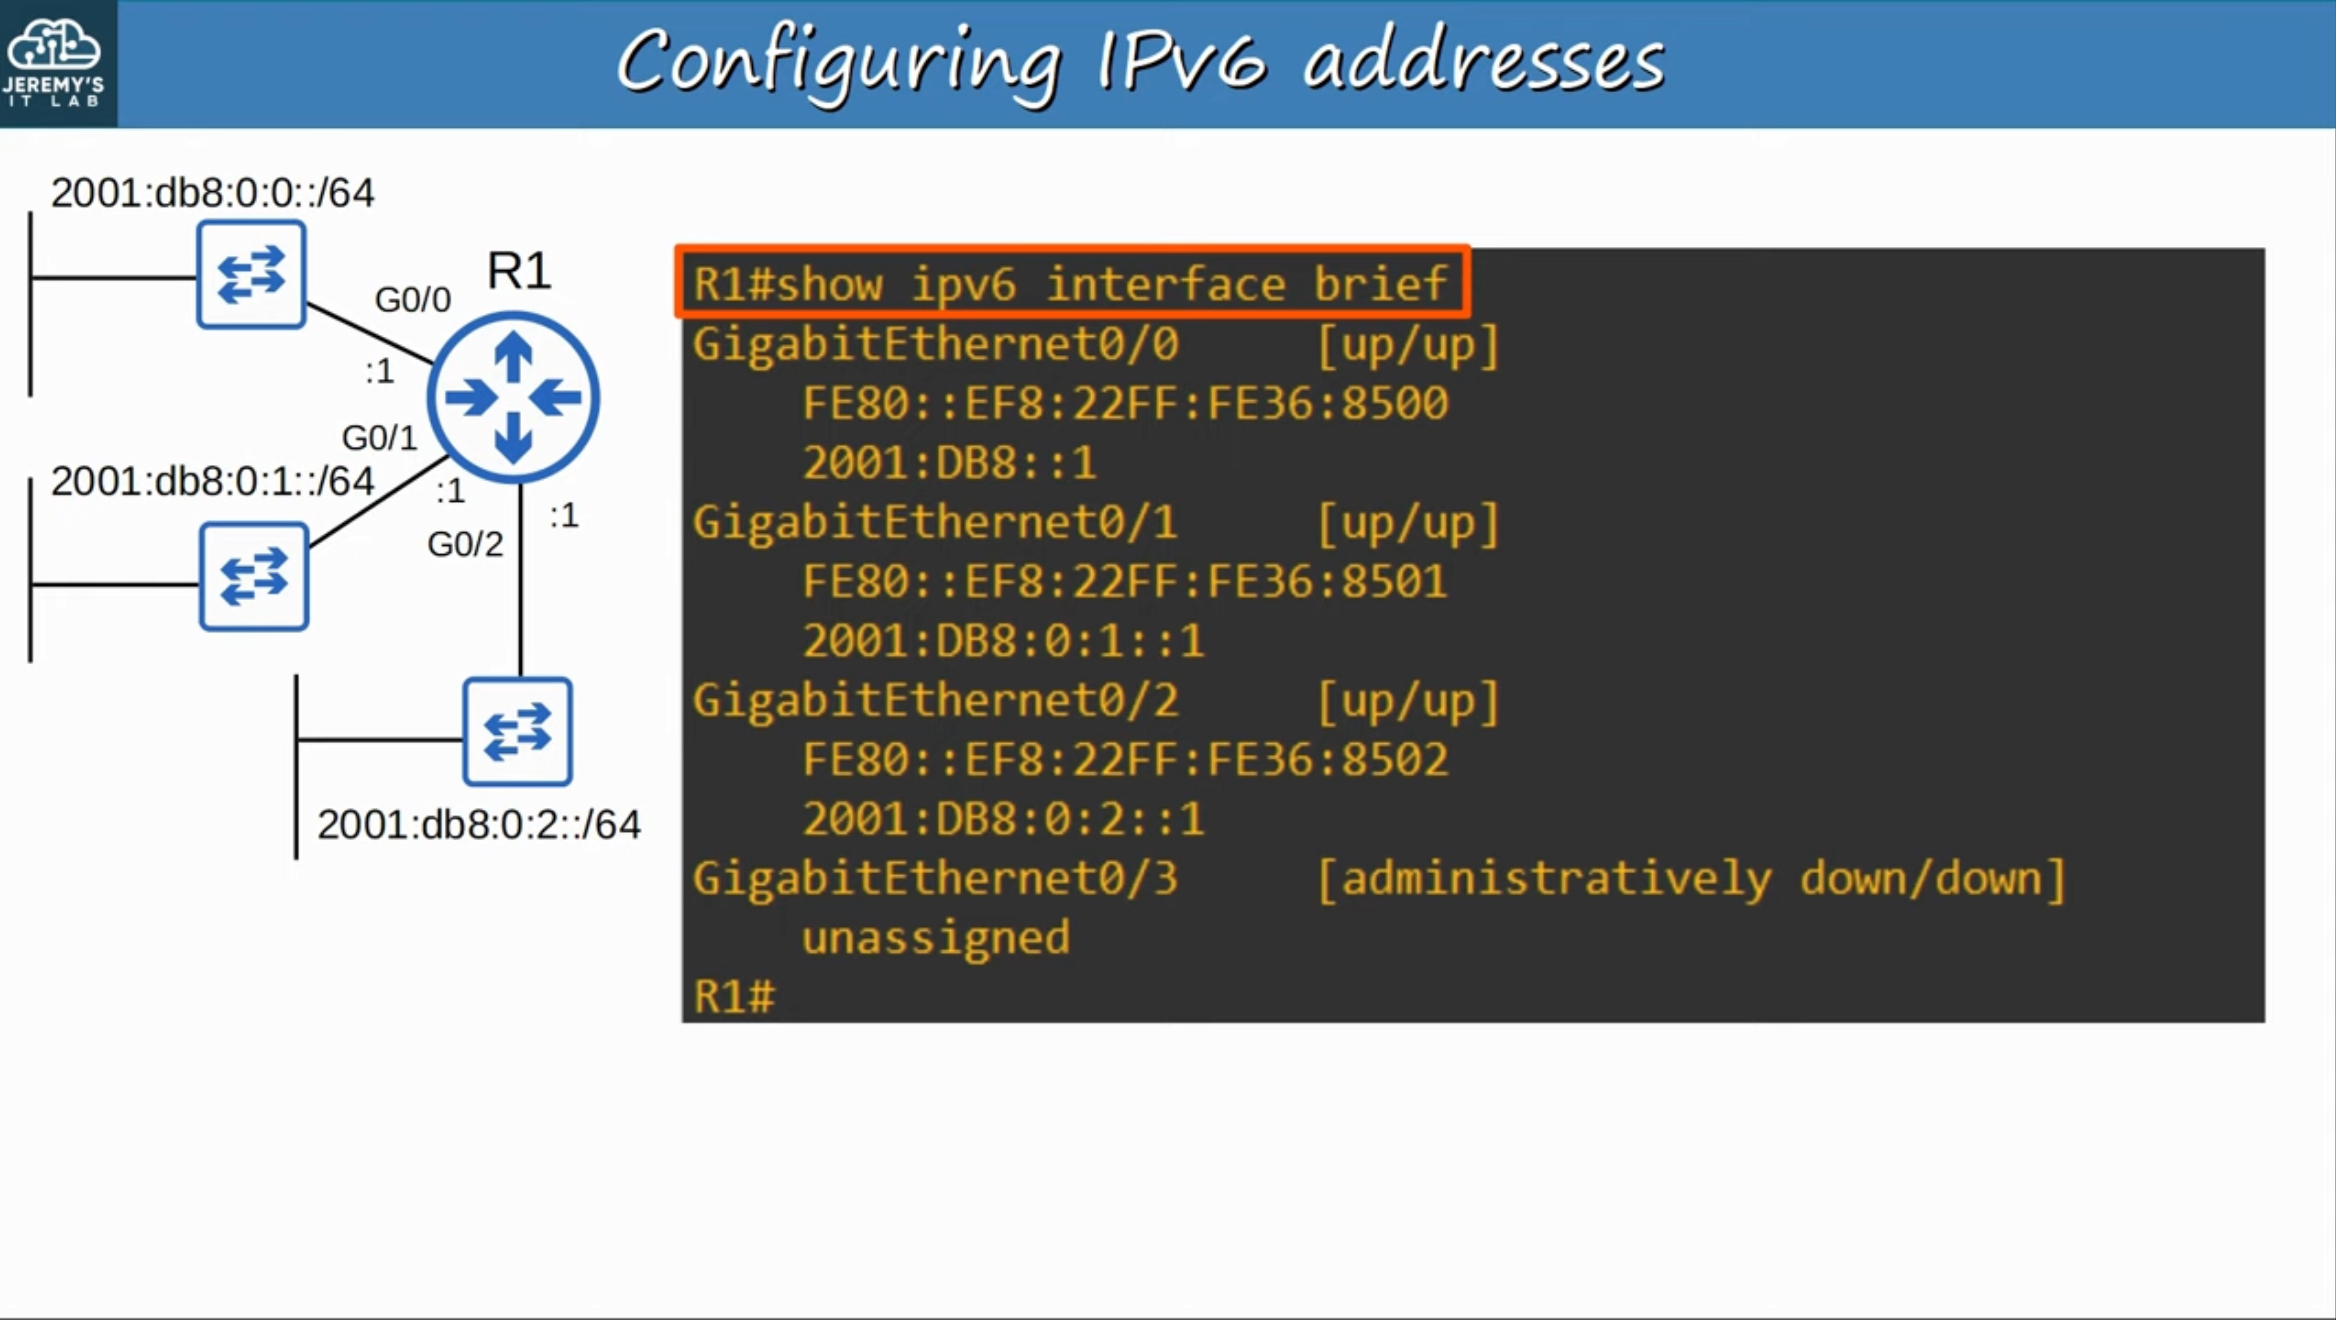 JEREMY'S
IT LAB
Configuring IPv6 addresses
2001:db8:0:0::/64
R1
G0/0
:1
G0/1
2001:db8:0:1::/64
:1
:1
G0/2
2001:db8:0:2::/64
R1#show ipv6 interface brief
GigabitEthernet0/0 [up/up]
FE80::EF8:22FF:FE36:8500
2001:DB8::1
GigabitEthernet0/1 [up/up]
FE80::EF8:22FF:FE36:8501
2001:DB8:0:1::1
GigabitEthernet0/2 [up/up]
FE80::EF8:22FF:FE36:8502
2001:DB8:0:2::1
GigabitEthernet0/3 [administratively down/down]
unassigned
R1#